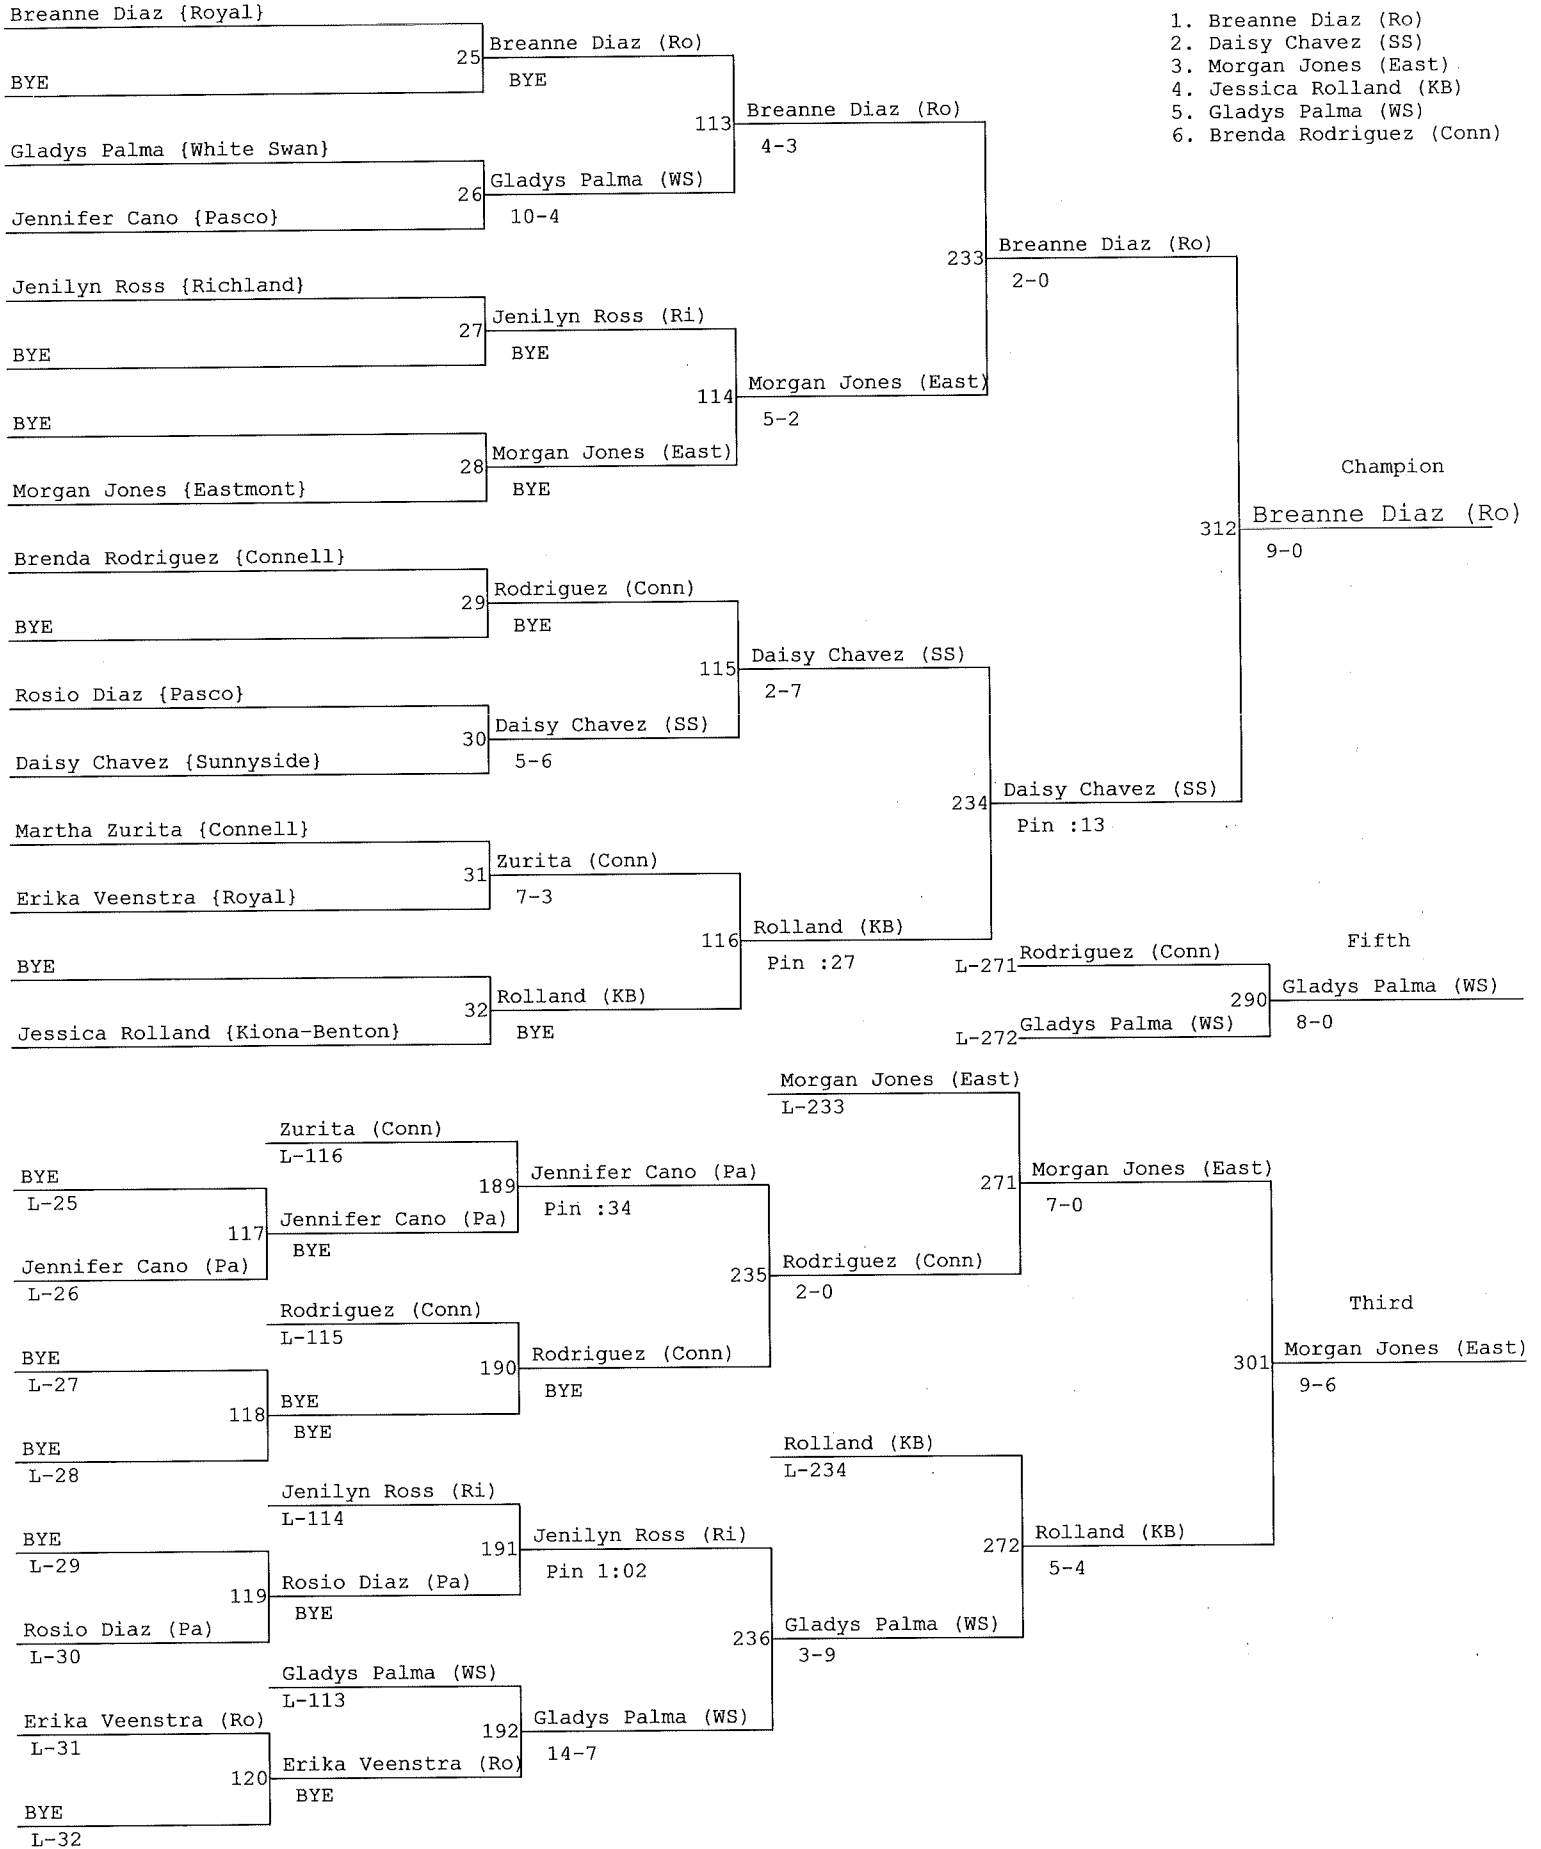 Breanne Diaz {Royal}
25
Breanne Diaz (Ro)
BYE
BYE
113
Breanne Diaz (Ro)
4-3
Gladys Palma {White Swan}
26
Gladys Palma (WS)
10-4
Jennifer Cano {Pasco}
233
Breanne Diaz (Ro)
2-0
Jenilyn Ross {Richland}
27
Jenilyn Ross (Ri)
BYE
BYE
114
Morgan Jones (East)
5-2
BYE
28
Morgan Jones (East)
BYE
Morgan Jones {Eastmont}
1. Breanne Diaz (Ro)
2. Daisy Chavez (SS)
3. Morgan Jones (East)
4. Jessica Rolland (KB)
5. Gladys Palma (WS)
6. Brenda Rodriguez (Conn)
Champion
312
Breanne Diaz (Ro)
9-0
Brenda Rodriguez {Connell}
29
Rodriguez (Conn)
BYE
BYE
115
Daisy Chavez (SS)
2-7
Rosio Diaz {Pasco}
30
Daisy Chavez (SS)
5-6
Daisy Chavez {Sunnyside}
234
Daisy Chavez (SS)
Pin :13
Martha Zurita {Connell}
31
Zurita (Conn)
7-3
Erika Veenstra {Royal}
116
Rolland (KB)
Pin :27
BYE
32
Rolland (KB)
BYE
Jessica Rolland {Kiona-Benton}
Fifth
L-271
Rodriguez (Conn)
290
Gladys Palma (WS)
8-0
L-272
Gladys Palma (WS)
Morgan Jones (East)
L-233
Zurita (Conn)
L-116
BYE
L-25
189
Jennifer Cano (Pa)
Pin :34
117
Jennifer Cano (Pa)
BYE
Jennifer Cano (Pa)
L-26
271
Morgan Jones (East)
7-0
235
Rodriguez (Conn)
2-0
Rodriguez (Conn)
L-115
BYE
L-27
190
Rodriguez (Conn)
BYE
118
BYE
BYE
BYE
L-28
Third
301
Morgan Jones (East)
9-6
Rolland (KB)
L-234
Jenilyn Ross (Ri)
L-114
BYE
L-29
191
Jenilyn Ross (Ri)
Pin 1:02
119
Rosio Diaz (Pa)
BYE
Rosio Diaz (Pa)
L-30
272
Rolland (KB)
5-4
236
Gladys Palma (WS)
3-9
Gladys Palma (WS)
L-113
Erika Veenstra (Ro)
L-31
192
Gladys Palma (WS)
14-7
120
Erika Veenstra (Ro)
BYE
BYE
L-32